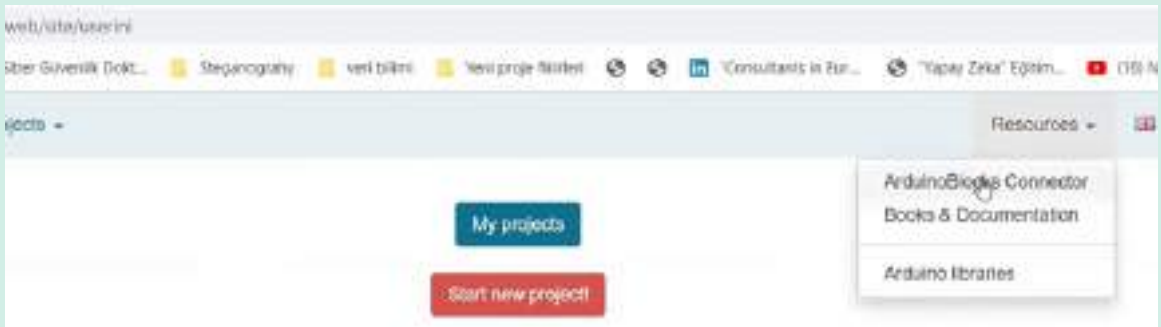 web/site/userini
Siber Güvenlik Dokt... Steganography veri bilimi Yeni proje fikirleri "Consultants in Eur... "Yapay Zeka" Eğitim...
ojects Resources
ArduinoBlocks Connector
My projects Books & Documentation
Arduino libraries
Start new project!